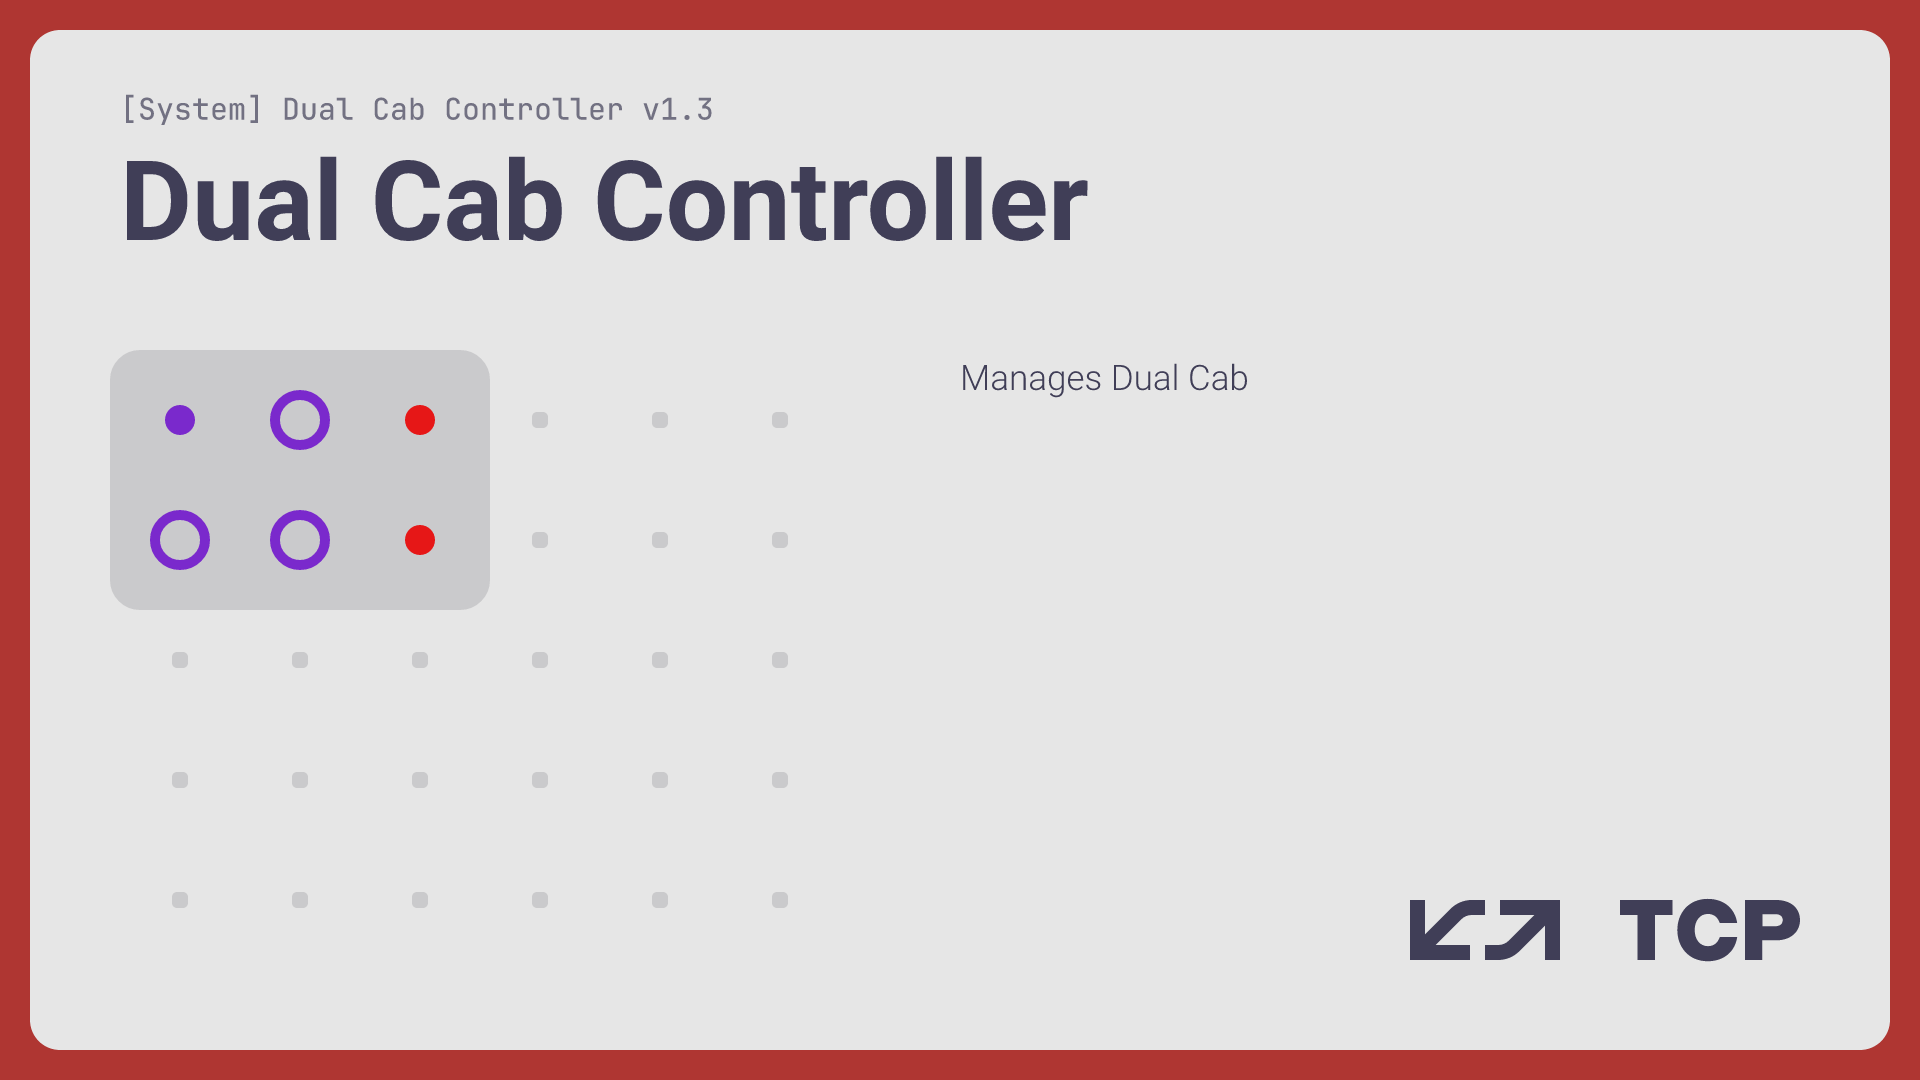 [System] Dual Cab Controller v1.3
Dual Cab Controller
Manages Dual Cab
TCP